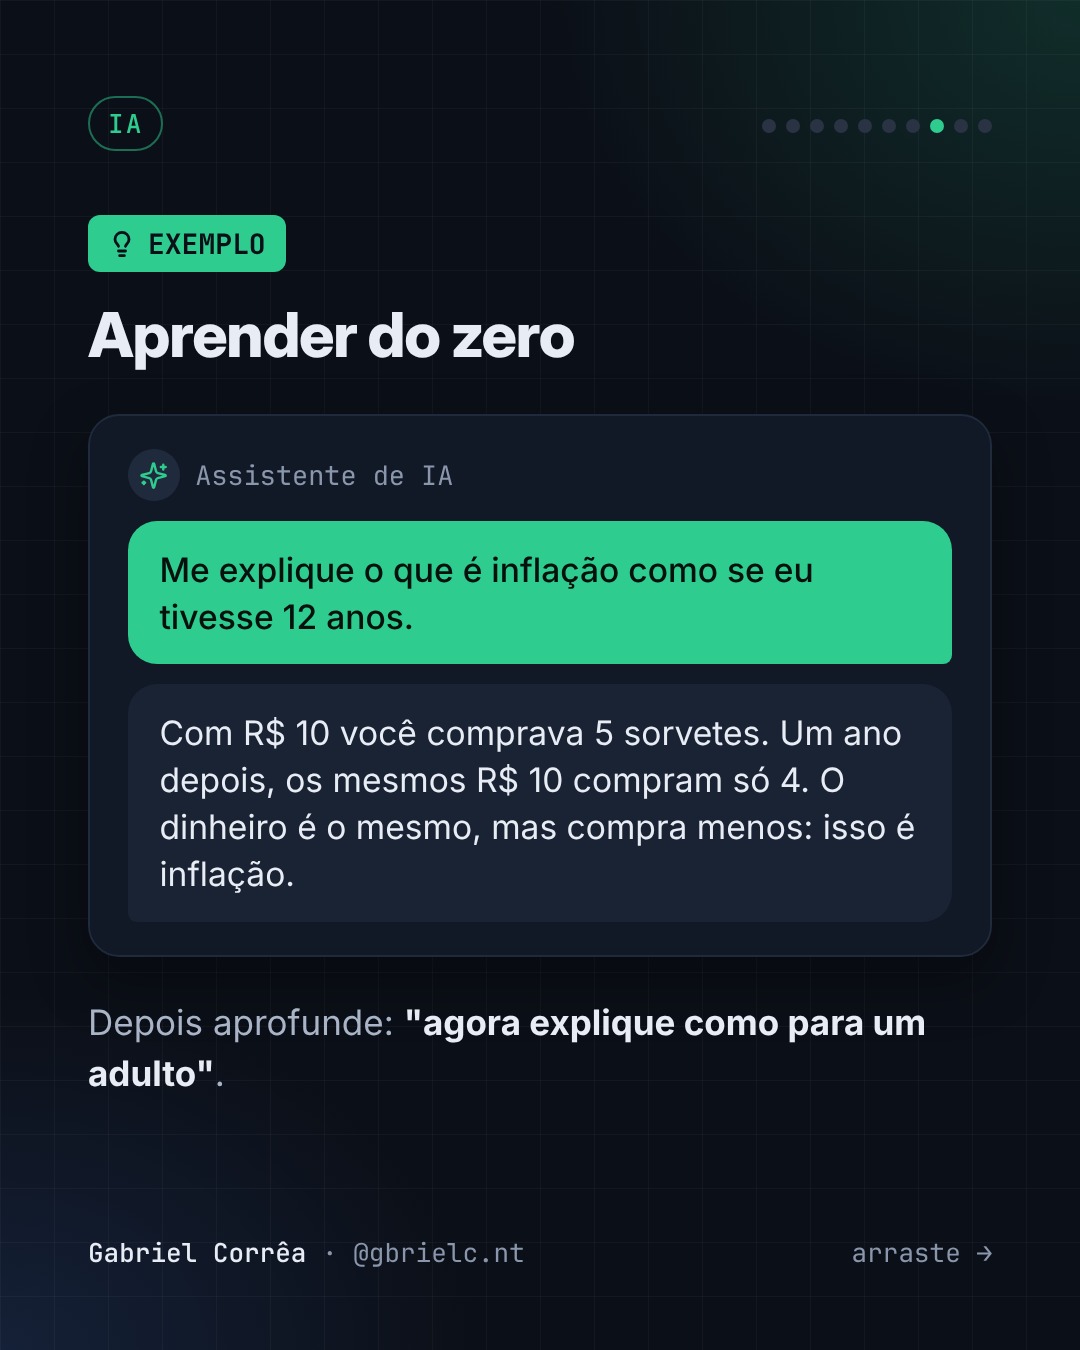 IA
EXEMPLO
Aprender do zero
Assistente de IA
Me explique o que é inflação como se eu
tivesse 12 anos.
Com R$ 10 você comprava 5 sorvetes. Um ano
depois, os mesmos R$ 10 compram só 4. O
dinheiro é o mesmo, mas compra menos: isso é
inflação.
Depois aprofunde: "agora explique como para um
adulto".
Gabriel Corrêa · @gbrielc.nt
arraste →